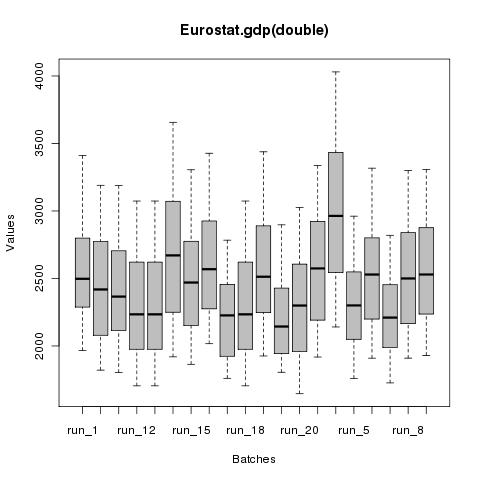 Eurostat.gdp(double)
4000
3500
3000
2500
2000
Values
run_1 run_12 run_15 run_18 run_20 run_5 run_8
Batches